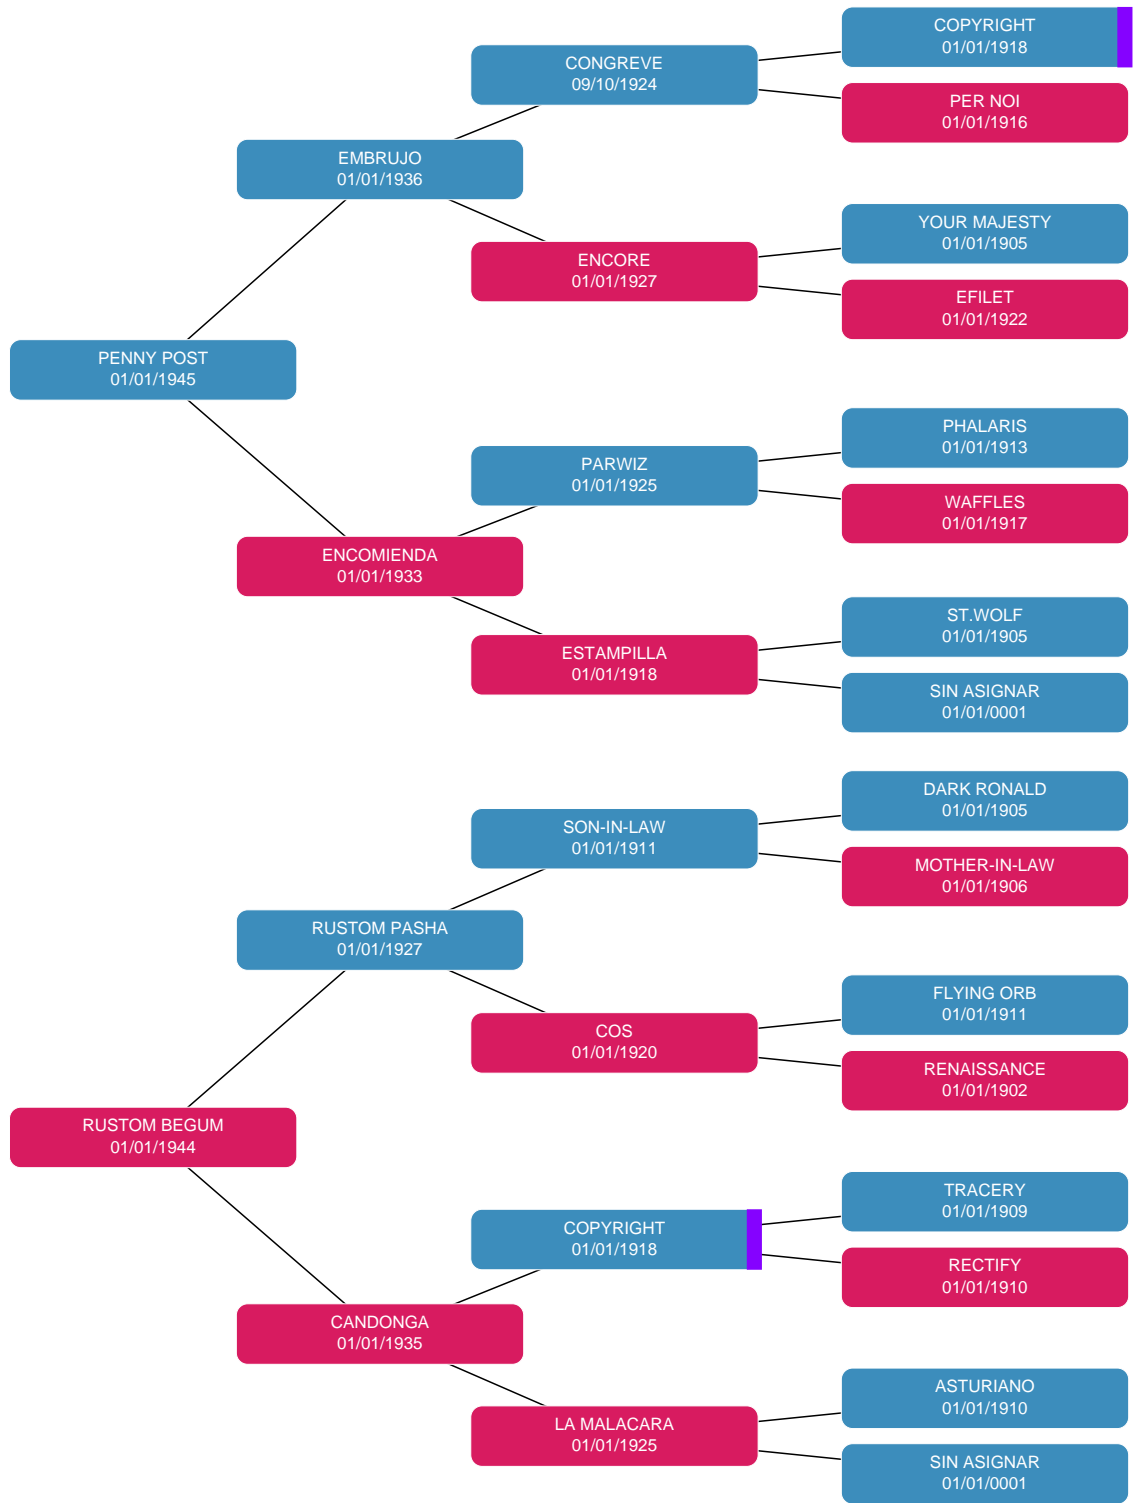 COPYRIGHT
01/01/1918
CONGREVE
09/10/1924
PER NOI
01/01/1916
EMBRUJO
01/01/1936
YOUR MAJESTY
01/01/1905
ENCORE
01/01/1927
EFILET
01/01/1922
PENNY POST
01/01/1945
PHALARIS
01/01/1913
PARWIZ
01/01/1925
WAFFLES
01/01/1917
ENCOMIENDA
01/01/1933
ST.WOLF
01/01/1905
ESTAMPILLA
01/01/1918
SIN ASIGNAR
01/01/0001
DARK RONALD
01/01/1905
SON-IN-LAW
01/01/1911
MOTHER-IN-LAW
01/01/1906
RUSTOM PASHA
01/01/1927
FLYING ORB
01/01/1911
COS
01/01/1920
RENAISSANCE
01/01/1902
RUSTOM BEGUM
01/01/1944
TRACERY
01/01/1909
COPYRIGHT
01/01/1918
RECTIFY
01/01/1910
CANDONGA
01/01/1935
ASTURIANO
01/01/1910
LA MALACARA
01/01/1925
SIN ASIGNAR
01/01/0001